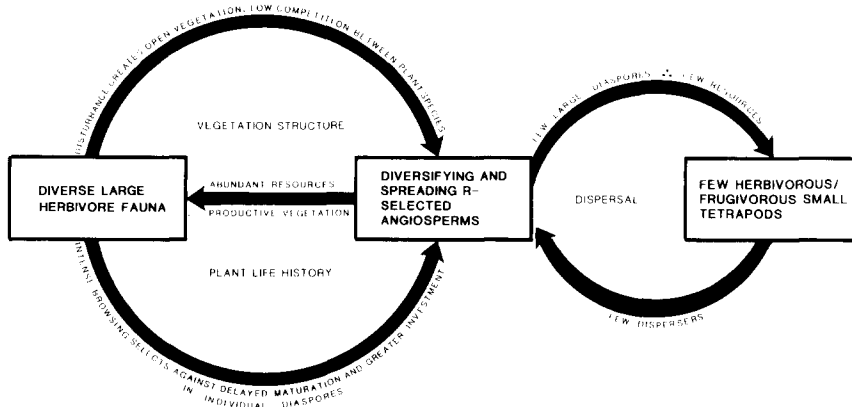 DISTURBANCE CREATES OPEN VEGETATION, LOW COMPETITION BETWEEN PLANT SPECIES
VEGETATION STRUCTURE
DIVERSE LARGE
HERBIVORE FAUNA
ABUNDANT RESOURCES
PRODUCTIVE VEGETATION
DIVERSIFYING AND
SPREADING R-
SELECTED
ANGIOSPERMS
PLANT LIFE HISTORY
INTENSE BROWSING SELECTS AGAINST DELAYED MATURATION AND GREATER INVESTMENT
IN INDIVIDUAL DIASPORES
FEW LARGE DIASPORES ∴ FEW RESOURCES
DISPERSAL
FEW HERBIVOROUS/
FRUGIVOROUS SMALL
TETRAPODS
FEW DISPERSERS